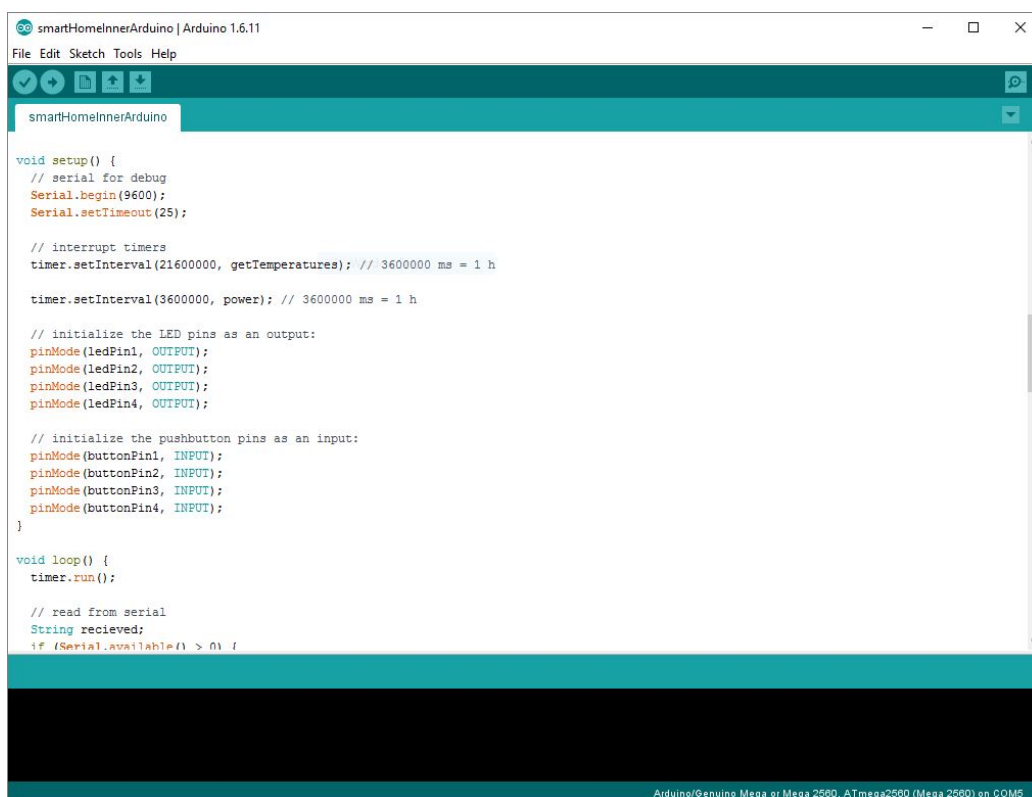 smartHomeInnerArduino | Arduino 1.6.11
File Edit Sketch Tools Help
smartHomeInnerArduino
void setup() {
// serial for debug
Serial.begin(9600);
Serial.setTimeout(25);
// interrupt timers
timer.setInterval(21600000, getTemperatures); // 3600000 ms = 1 h
timer.setInterval(3600000, power); // 3600000 ms = 1 h
// initialize the LED pins as an output:
pinMode(ledPin1, OUTPUT);
pinMode(ledPin2, OUTPUT);
pinMode(ledPin3, OUTPUT);
pinMode(ledPin4, OUTPUT);
// initialize the pushbutton pins as an input:
pinMode(buttonPin1, INPUT);
pinMode(buttonPin2, INPUT);
pinMode(buttonPin3, INPUT);
pinMode(buttonPin4, INPUT);
}
void loop() {
timer.run();
// read from serial
String recieved;
if (Serial.available() > 0) {
Arduino/Genuino Mega or Mega 2560, ATmega2560 (Mega 2560) on COM5